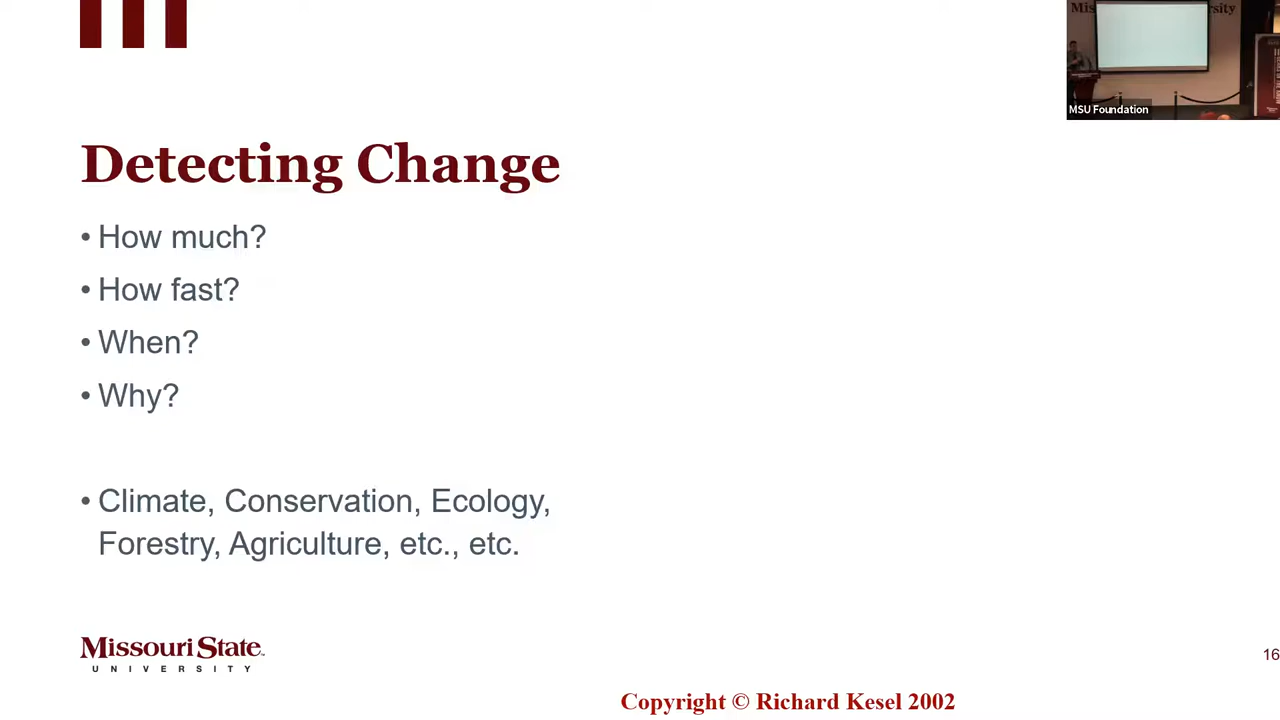 Detecting Change
• How much?
• How fast?
• When?
• Why?
• Climate, Conservation, Ecology,
Forestry, Agriculture, etc., etc.
Missouri State
UNIVERSITY
16
Copyright © Richard Kesel 2002
MSU Foundation